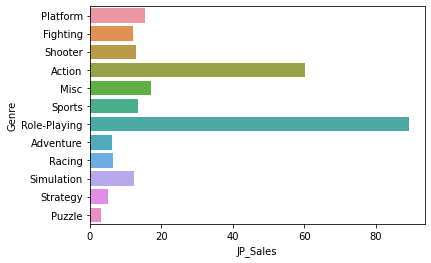 Platform
Fighting
Shooter
Action
Misc
Sports
Role-Playing
Adventure
Racing
Simulation
Strategy
Puzzle
Genre
0 20 40 60 80
JP_Sales